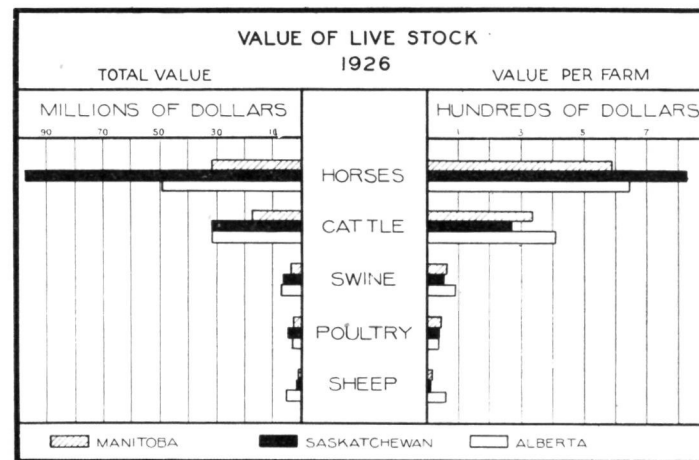 VALUE OF LIVE STOCK
1926
TOTAL VALUE
VALUE PER FARM
MILLIONS OF DOLLARS
HUNDREDS OF DOLLARS
90 70 50 30 10
1 3 5 7
HORSES
CATTLE
SWINE
POULTRY
SHEEP
MANITOBA
SASKATCHEWAN
ALBERTA